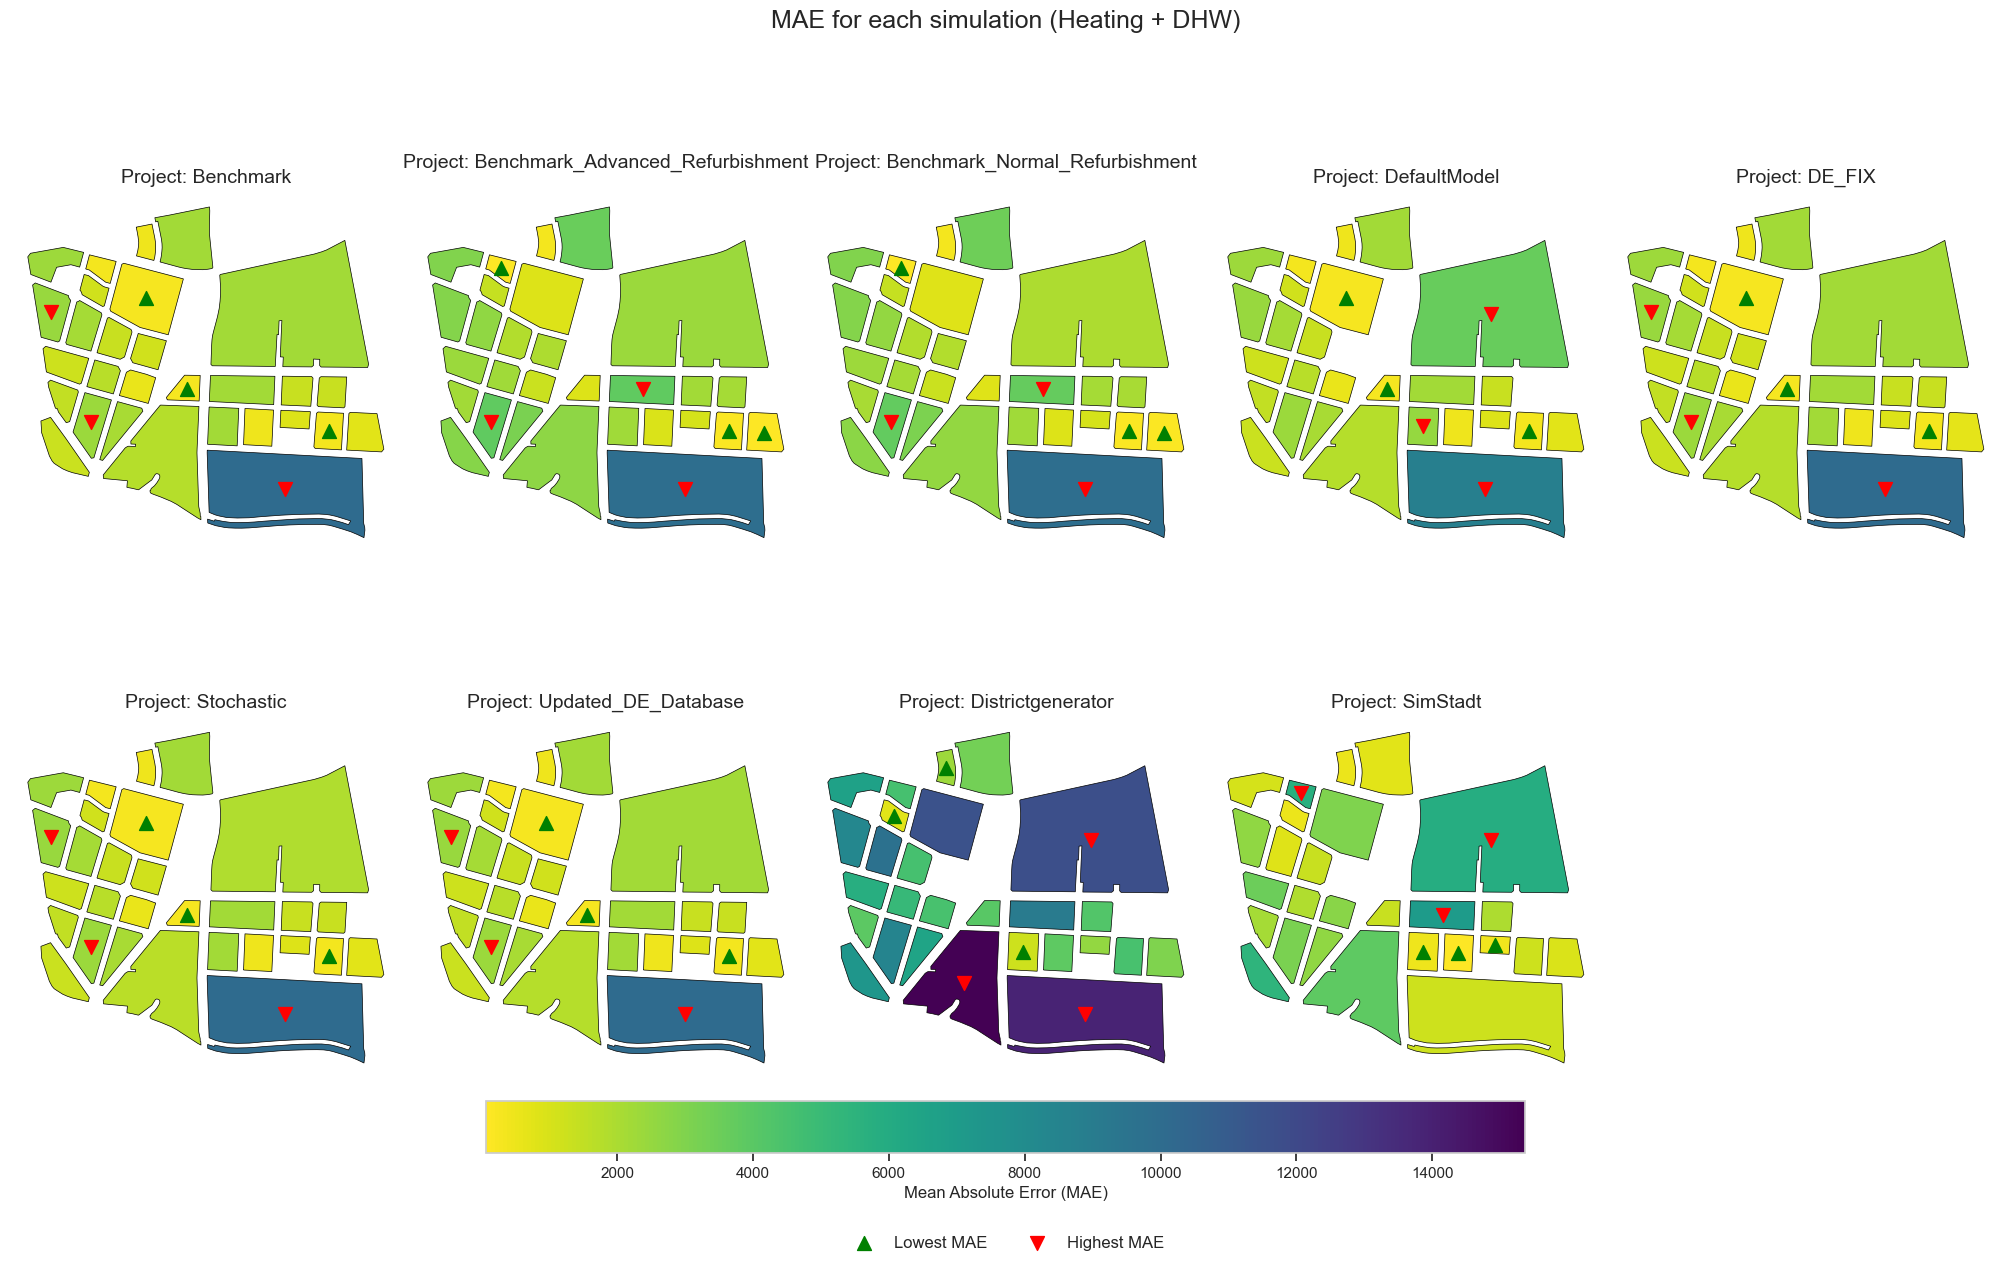 MAE for each simulation (Heating + DHW)
Project: Benchmark
Project: Benchmark_Advanced_Refurbishment
Project: Benchmark_Normal_Refurbishment
Project: DefaultModel
Project: DE_FIX
Project: Stochastic
Project: Updated_DE_Database
Project: Districtgenerator
Project: SimStadt
2000 4000 6000 8000 10000 12000 14000
Mean Absolute Error (MAE)
Lowest MAE Highest MAE